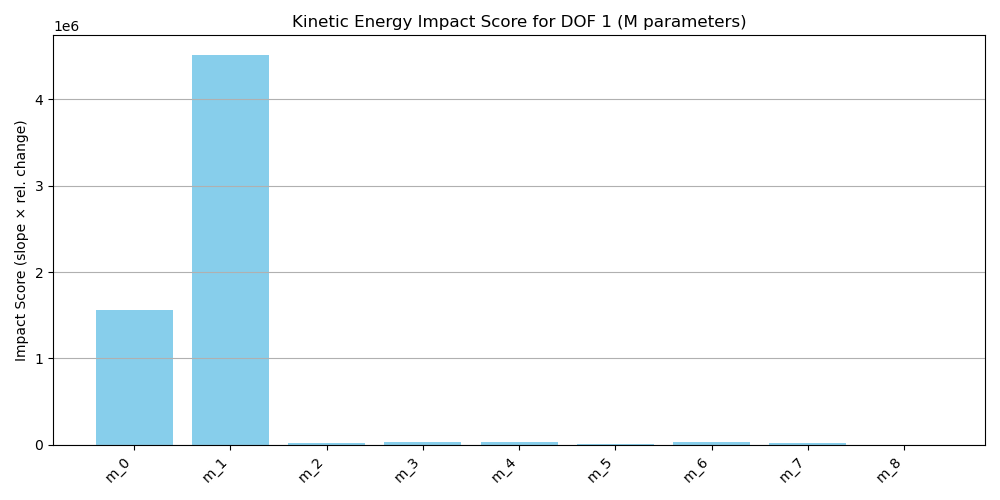 Kinetic Energy Impact Score for DOF 1 (M parameters)
1e6
Impact Score (slope × rel. change)
4
3
2
1
0
m_0 m_1 m_2 m_3 m_4 m_5 m_6 m_7 m_8